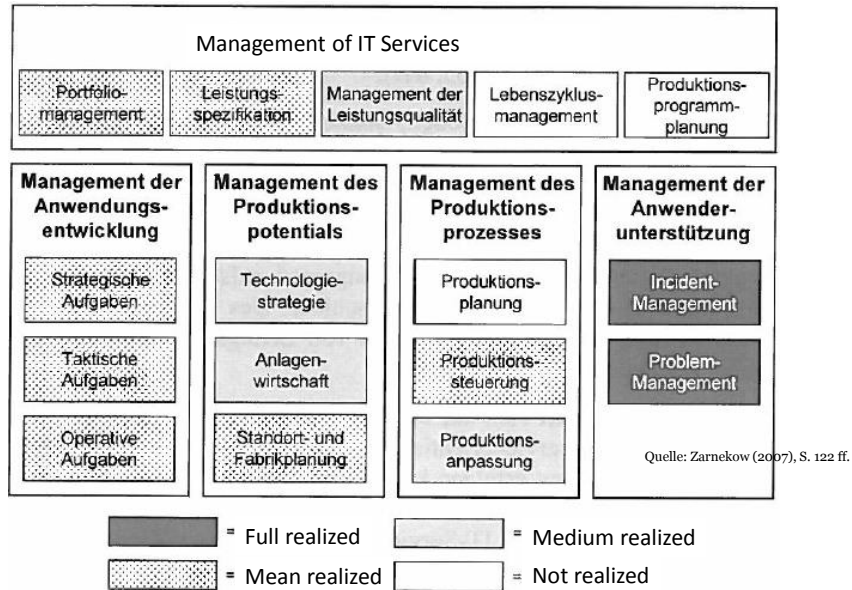 Management of IT Services
Portfolio-
management
Leistungs-
spezifikation
Management der
Leistungsqualität
Lebenszyklus-
management
Produktions-
programm-
planung
Management der
Anwendungs-
entwicklung
Strategische
Aufgaben
Taktische
Aufgaben
Operative
Aufgaben
Management des
Produktions-
potentials
Technologie-
strategie
Anlagen-
wirtschaft
Standort- und
Fabrikplanung
Management des
Produktions-
prozesses
Produktions-
planung
Produktions-
steuerung
Produktions-
anpassung
Management der
Anwender-
unterstützung
Incident-
Management
Problem-
Management
Quelle: Zarnekow (2007), S. 122 ff.
= Full realized
= Medium realized
= Mean realized
= Not realized